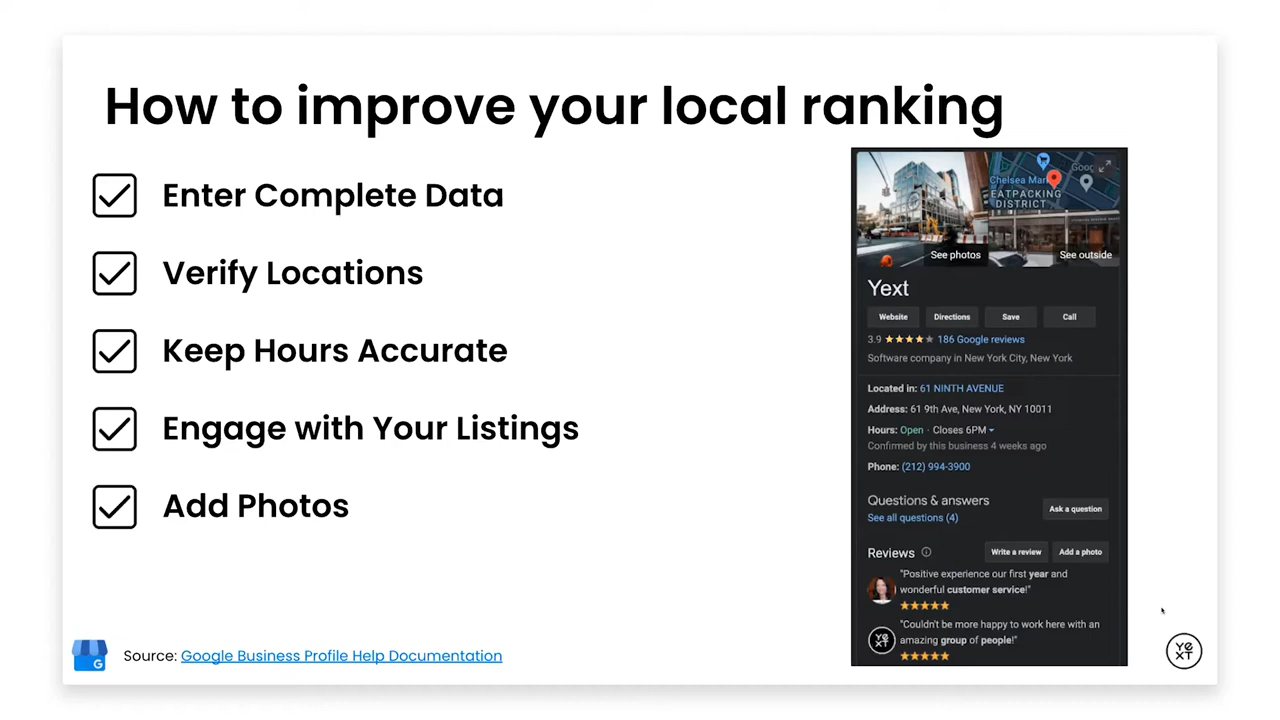 How to improve your local ranking
Enter Complete Data
Verify Locations
Keep Hours Accurate
Engage with Your Listings
Add Photos
Source: Google Business Profile Help Documentation
Chelsea Mar
Goog
EATPACKING
DISTRICT
See photos
See outside
Yext
Website
Directions
Save
Call
3.9 ★★★★★ 186 Google reviews
Software company in New York City, New York
Located in: 61 NINTH AVENUE
Address: 61 9th Ave, New York, NY 10011
Hours: Open · Closes 6PM
Confirmed by this business 4 weeks ago
Phone: (212) 994-3900
Questions & answers
See all questions (4)
Ask a question
Reviews
Write a review
Add a photo
"Positive experience our first year and
wonderful customer service!"
"Couldn't be more happy to work here with an
amazing group of people!"
YEXT
G
YEXT